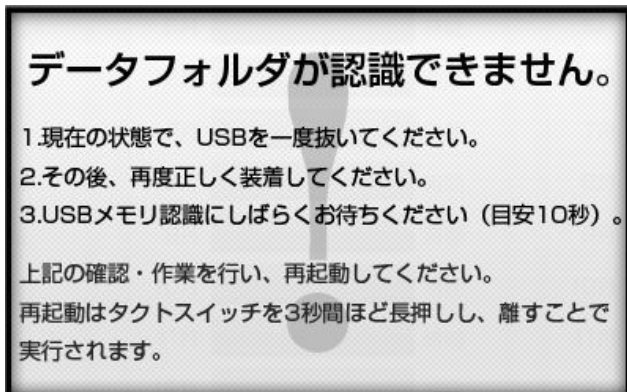 データフォルダが認識できません。
1.現在の状態で、USBを一度抜いてください。
2.その後、再度正しく装着してください。
3.USBメモリ認識にしばらくお待ちください（目安10秒）。
上記の確認・作業を行い、再起動してください。
再起動はタクトスイッチを3秒間ほど長押しし、離すことで
実行されます。